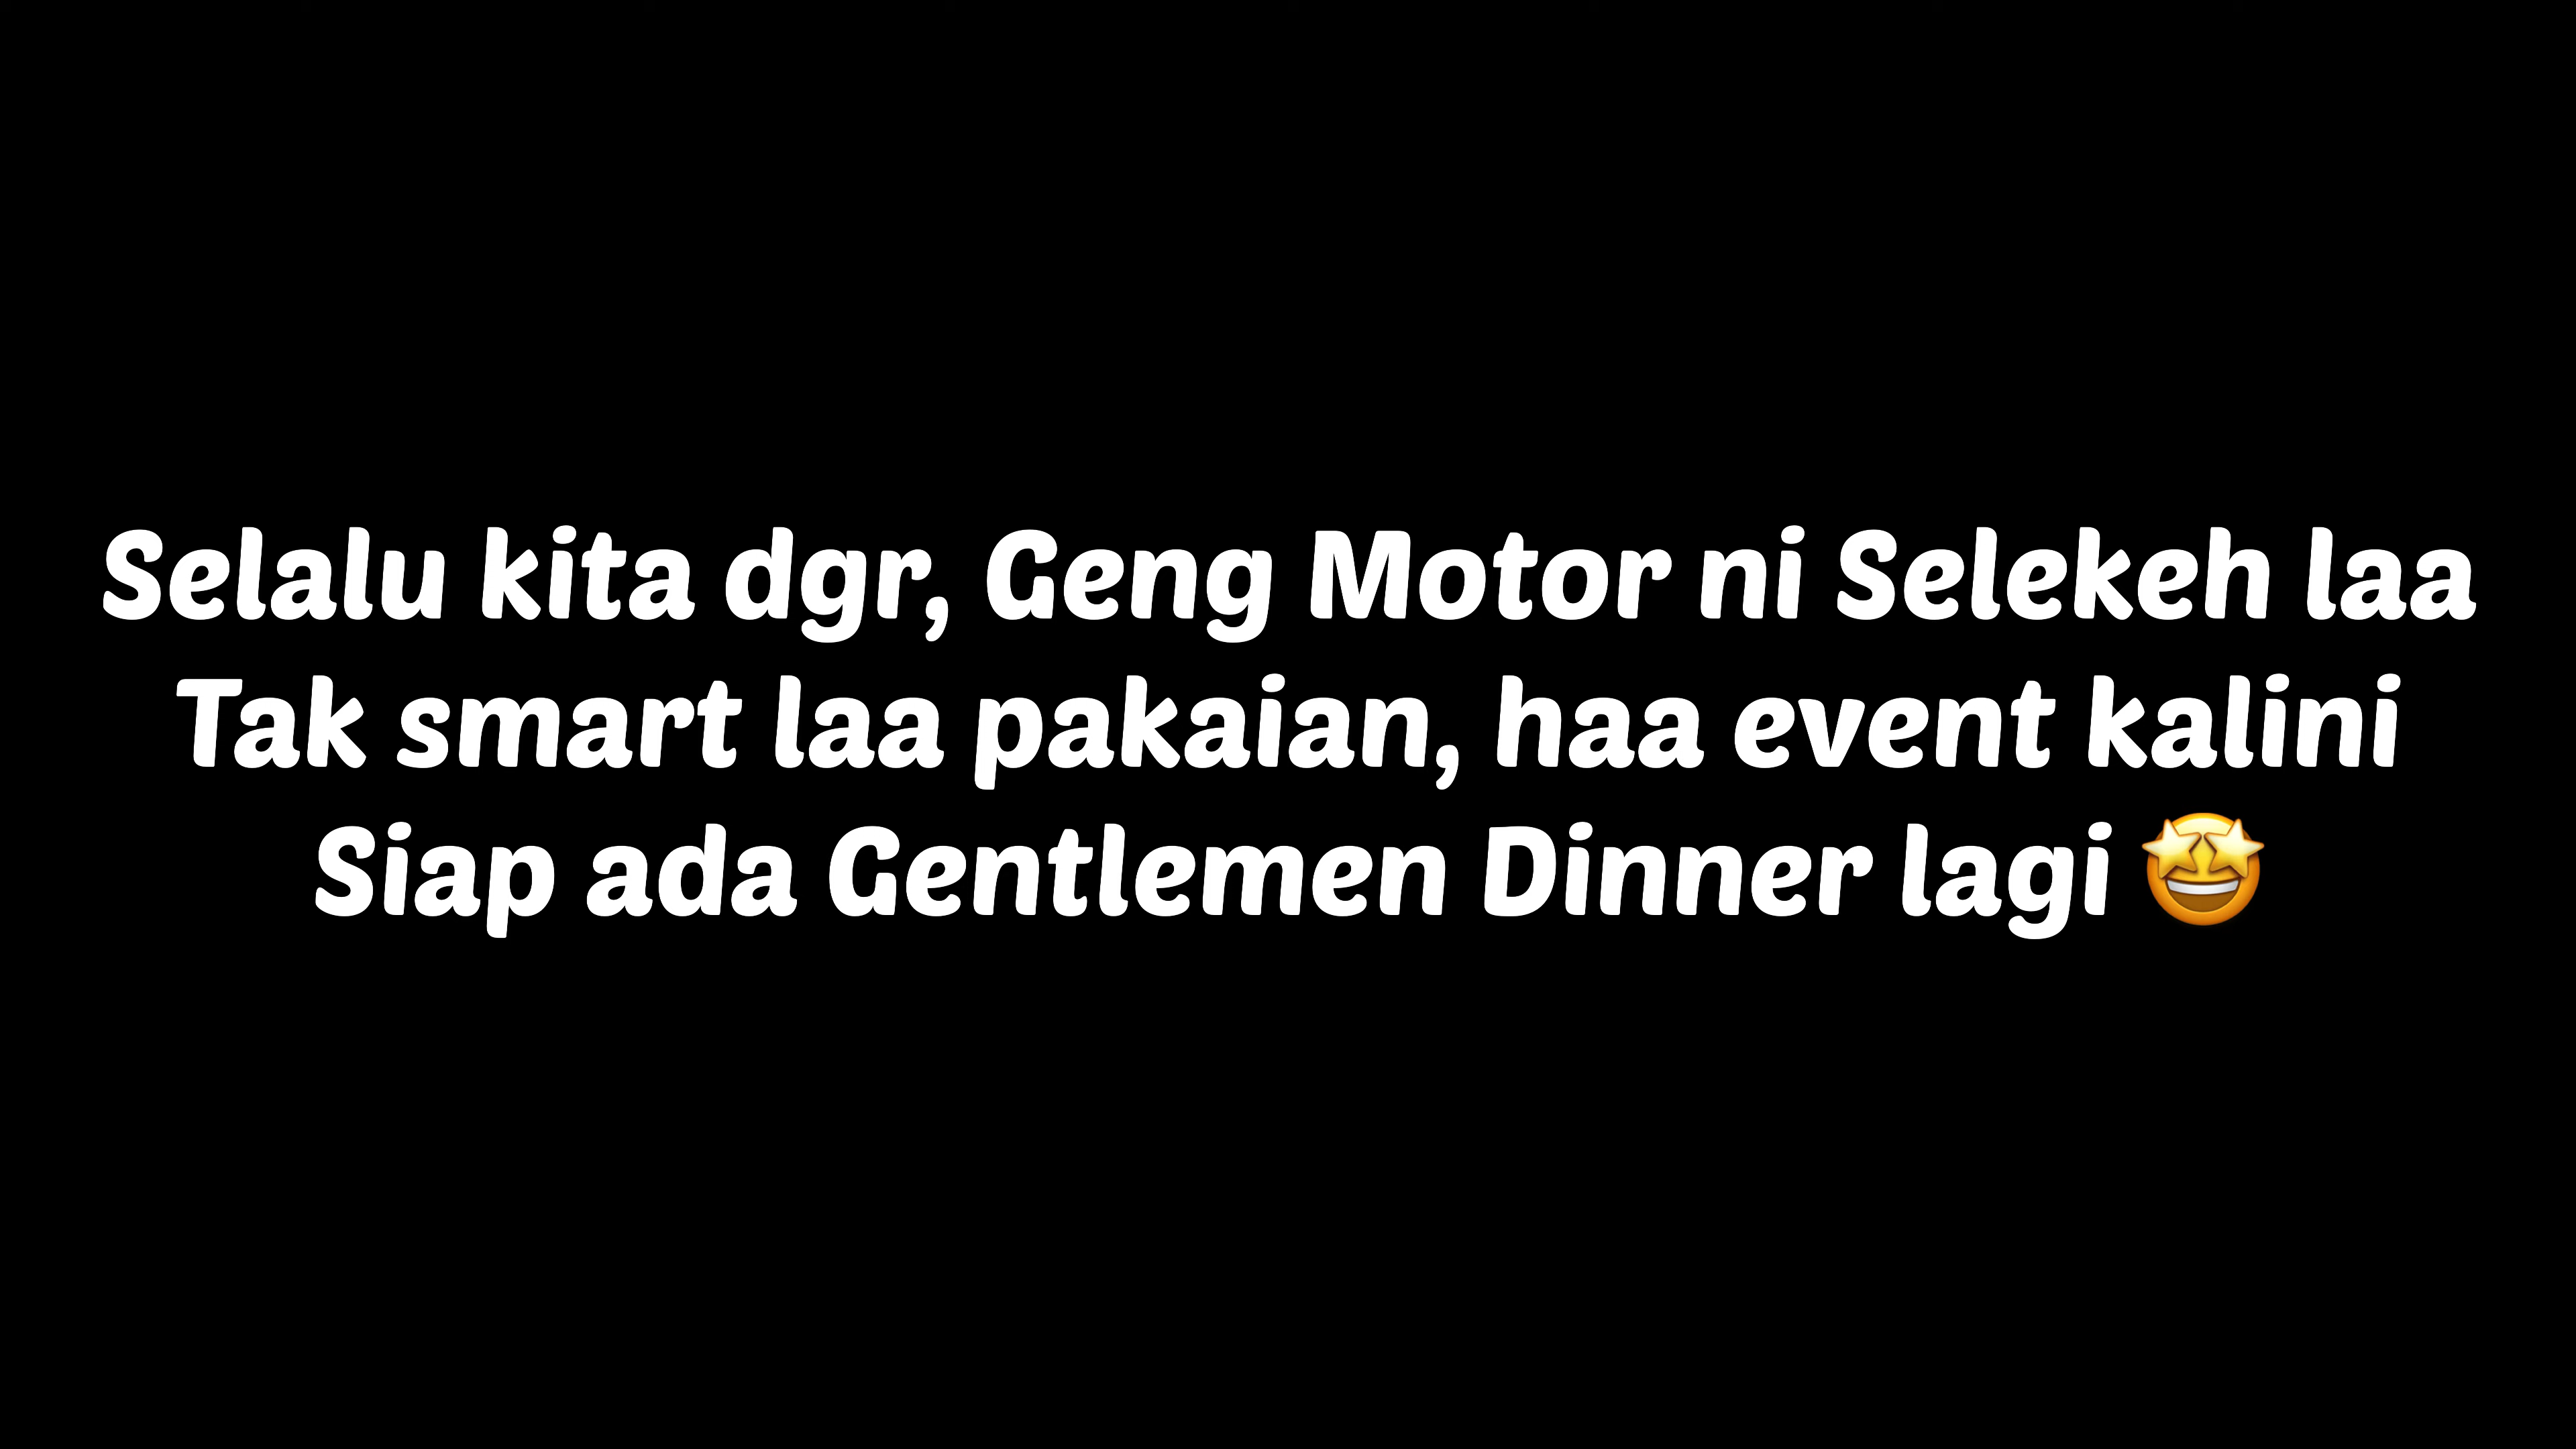 Selalu kita dgr, Geng Motor ni Selekeh laa
Tak smart laa pakaian, haa event kalini
Siap ada Gentlemen Dinner lagi 🤩